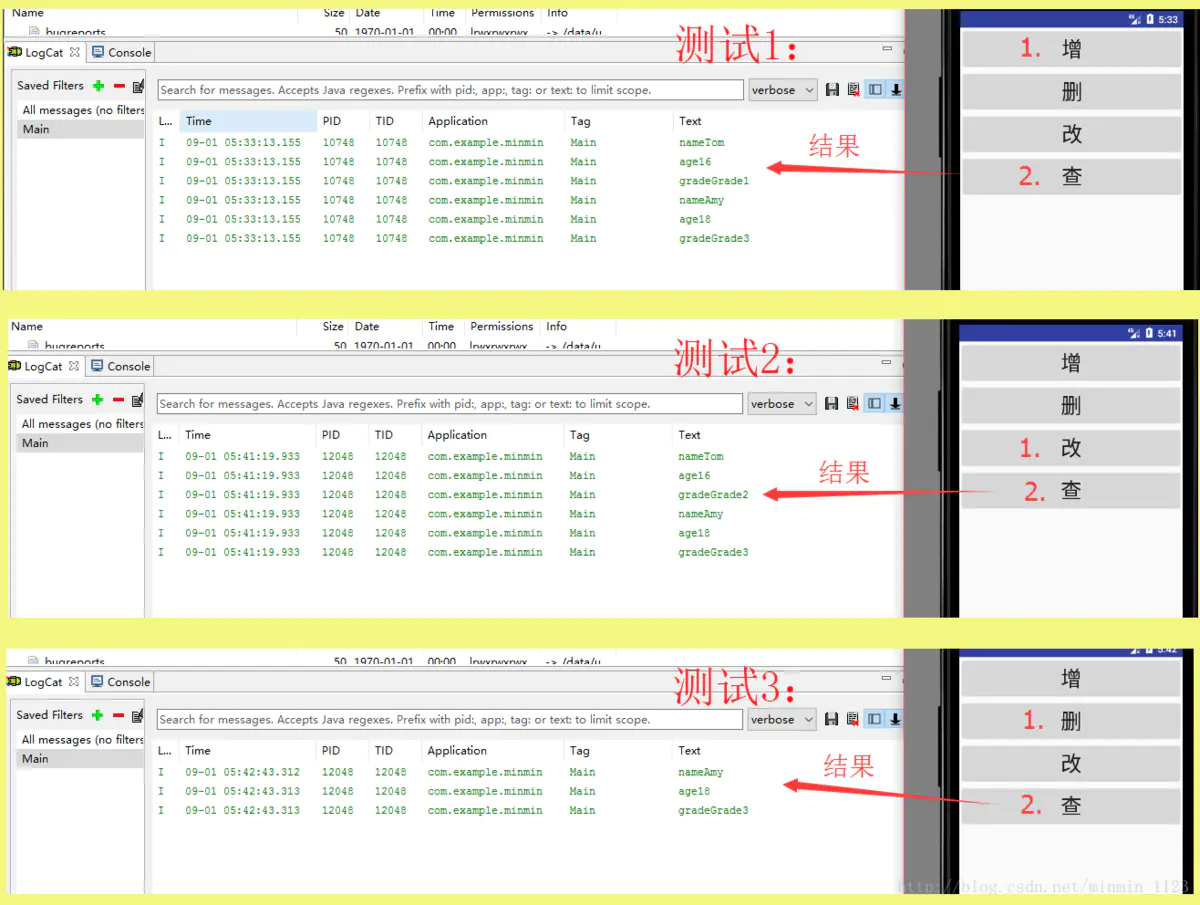 Name Size Date Time Permissions Info
bugreports 50 1970-01-01 00:00 lrwxrwxrwx -> /data/u
LogCat Console
测试1:
Saved Filters
Search for messages. Accepts Java regexes. Prefix with pid:, app:, tag: or text: to limit scope.
verbose
All messages (no filters
Main
L... Time PID TID Application Tag Text
I 09-01 05:33:13.155 10748 10748 com.example.minmin Main nameTom
I 09-01 05:33:13.155 10748 10748 com.example.minmin Main age16
I 09-01 05:33:13.155 10748 10748 com.example.minmin Main gradeGrade1
I 09-01 05:33:13.155 10748 10748 com.example.minmin Main nameAmy
I 09-01 05:33:13.155 10748 10748 com.example.minmin Main age18
I 09-01 05:33:13.155 10748 10748 com.example.minmin Main gradeGrade3
结果
5:33
1. 增
删
改
2. 查
Name Size Date Time Permissions Info
bugreports 50 1970-01-01 00:00 lrwxrwxrwx -> /data/u
LogCat Console
测试2:
Saved Filters
Search for messages. Accepts Java regexes. Prefix with pid:, app:, tag: or text: to limit scope.
verbose
All messages (no filters
Main
L... Time PID TID Application Tag Text
I 09-01 05:41:19.933 12048 12048 com.example.minmin Main nameTom
I 09-01 05:41:19.933 12048 12048 com.example.minmin Main age16
I 09-01 05:41:19.933 12048 12048 com.example.minmin Main gradeGrade2
I 09-01 05:41:19.933 12048 12048 com.example.minmin Main nameAmy
I 09-01 05:41:19.933 12048 12048 com.example.minmin Main age18
I 09-01 05:41:19.933 12048 12048 com.example.minmin Main gradeGrade3
结果
5:41
增
删
1. 改
2. 查
bugreports 50 1970-01-01 00:00 lrwxrwxrwx -> /data/u
LogCat Console
测试3:
Saved Filters
Search for messages. Accepts Java regexes. Prefix with pid:, app:, tag: or text: to limit scope.
verbose
All messages (no filters
Main
L... Time PID TID Application Tag Text
I 09-01 05:42:43.312 12048 12048 com.example.minmin Main nameAmy
I 09-01 05:42:43.313 12048 12048 com.example.minmin Main age18
I 09-01 05:42:43.313 12048 12048 com.example.minmin Main gradeGrade3
结果
5:42
增
1. 删
改
2. 查
http://blog.csdn.net/minmin_1123